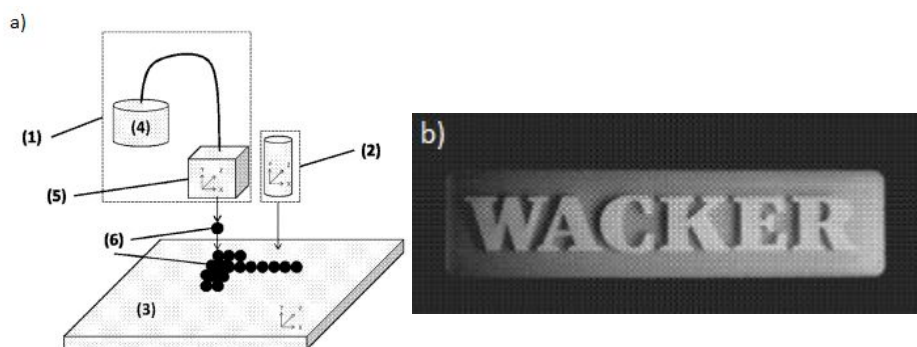 a)
(4)
(1)
(2)
(5)
Y Z
X
Y Z
X
(6)
(3)
Y Z
X
b)
WACKER